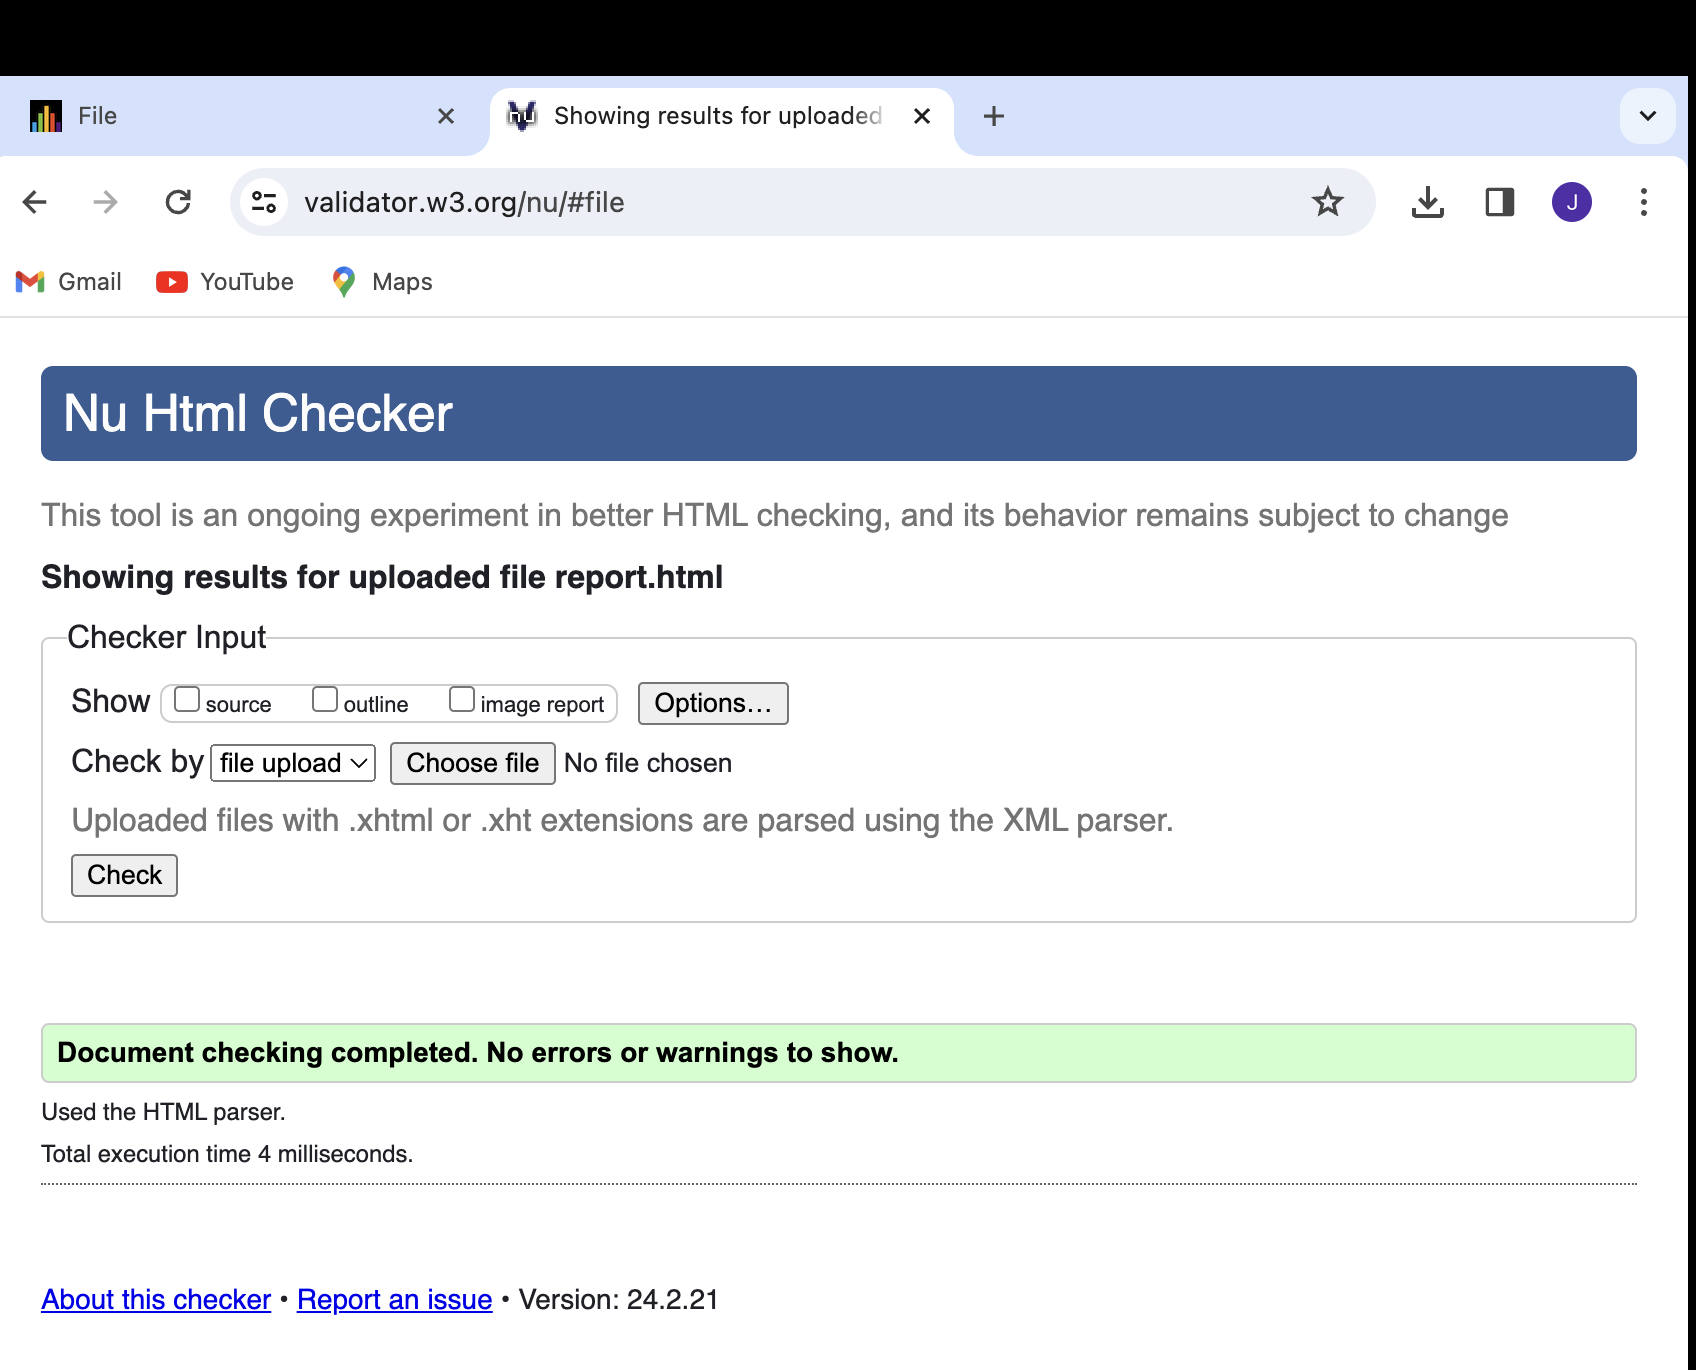 File
Showing results for uploaded
validator.w3.org/nu/#file
J
Gmail YouTube Maps
Nu Html Checker
This tool is an ongoing experiment in better HTML checking, and its behavior remains subject to change
Showing results for uploaded file report.html
Checker Input
Show source outline image report Options…
Check by file upload Choose file No file chosen
Uploaded files with .xhtml or .xht extensions are parsed using the XML parser.
Check
Document checking completed. No errors or warnings to show.
Used the HTML parser.
Total execution time 4 milliseconds.
About this checker • Report an issue • Version: 24.2.21